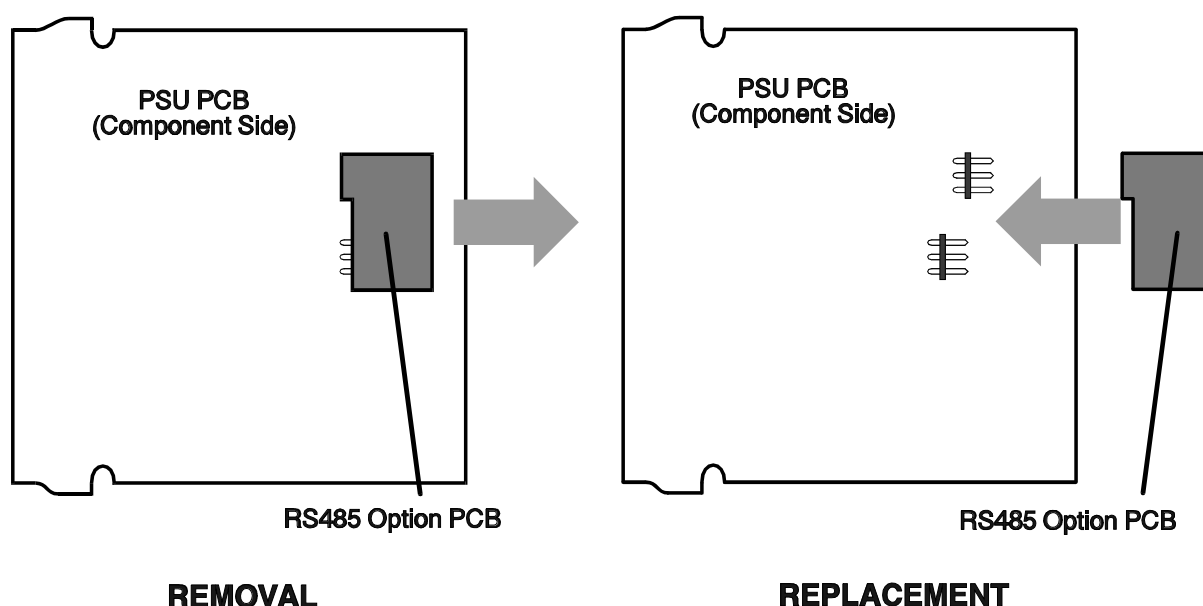 PSU PCB
(Component Side)
RS485 Option PCB
REMOVAL
PSU PCB
(Component Side)
RS485 Option PCB
REPLACEMENT